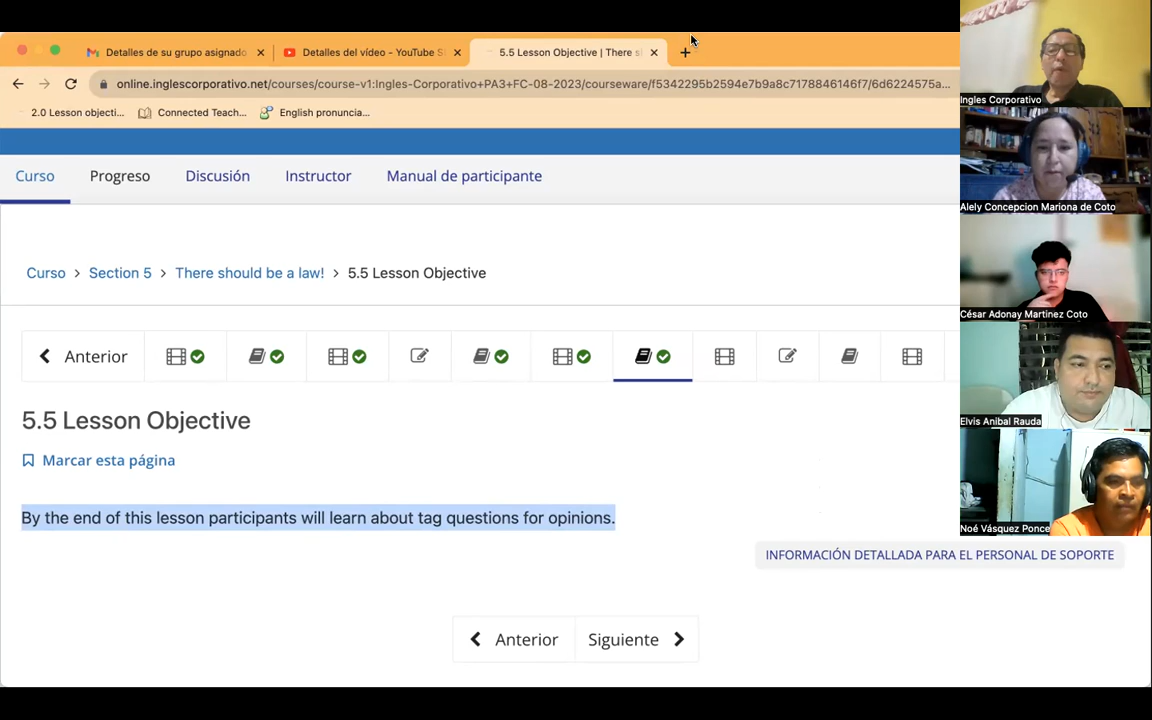 Detalles de su grupo asignado
Detalles del vídeo - YouTube S
5.5 Lesson Objective | There s
online.inglescorporativo.net/courses/course-v1:Ingles-Corporativo+PA3+FC-08-2023/courseware/f5342295b2594e7b9a8c7178846146f7/6d6224575a...
2.0 Lesson objecti...
Connected Teach...
English pronuncia...
Curso
Progreso
Discusión
Instructor
Manual de participante
Curso > Section 5 > There should be a law! > 5.5 Lesson Objective
Anterior
5.5 Lesson Objective
Marcar esta página
By the end of this lesson participants will learn about tag questions for opinions.
INFORMACIÓN DETALLADA PARA EL PERSONAL DE SOPORTE
Anterior
Siguiente
Ingles Corporativo
Alely Concepcion Mariona de Coto
César Adonay Martinez Coto
Elvis Anibal Rauda
Noé Vásquez Ponce